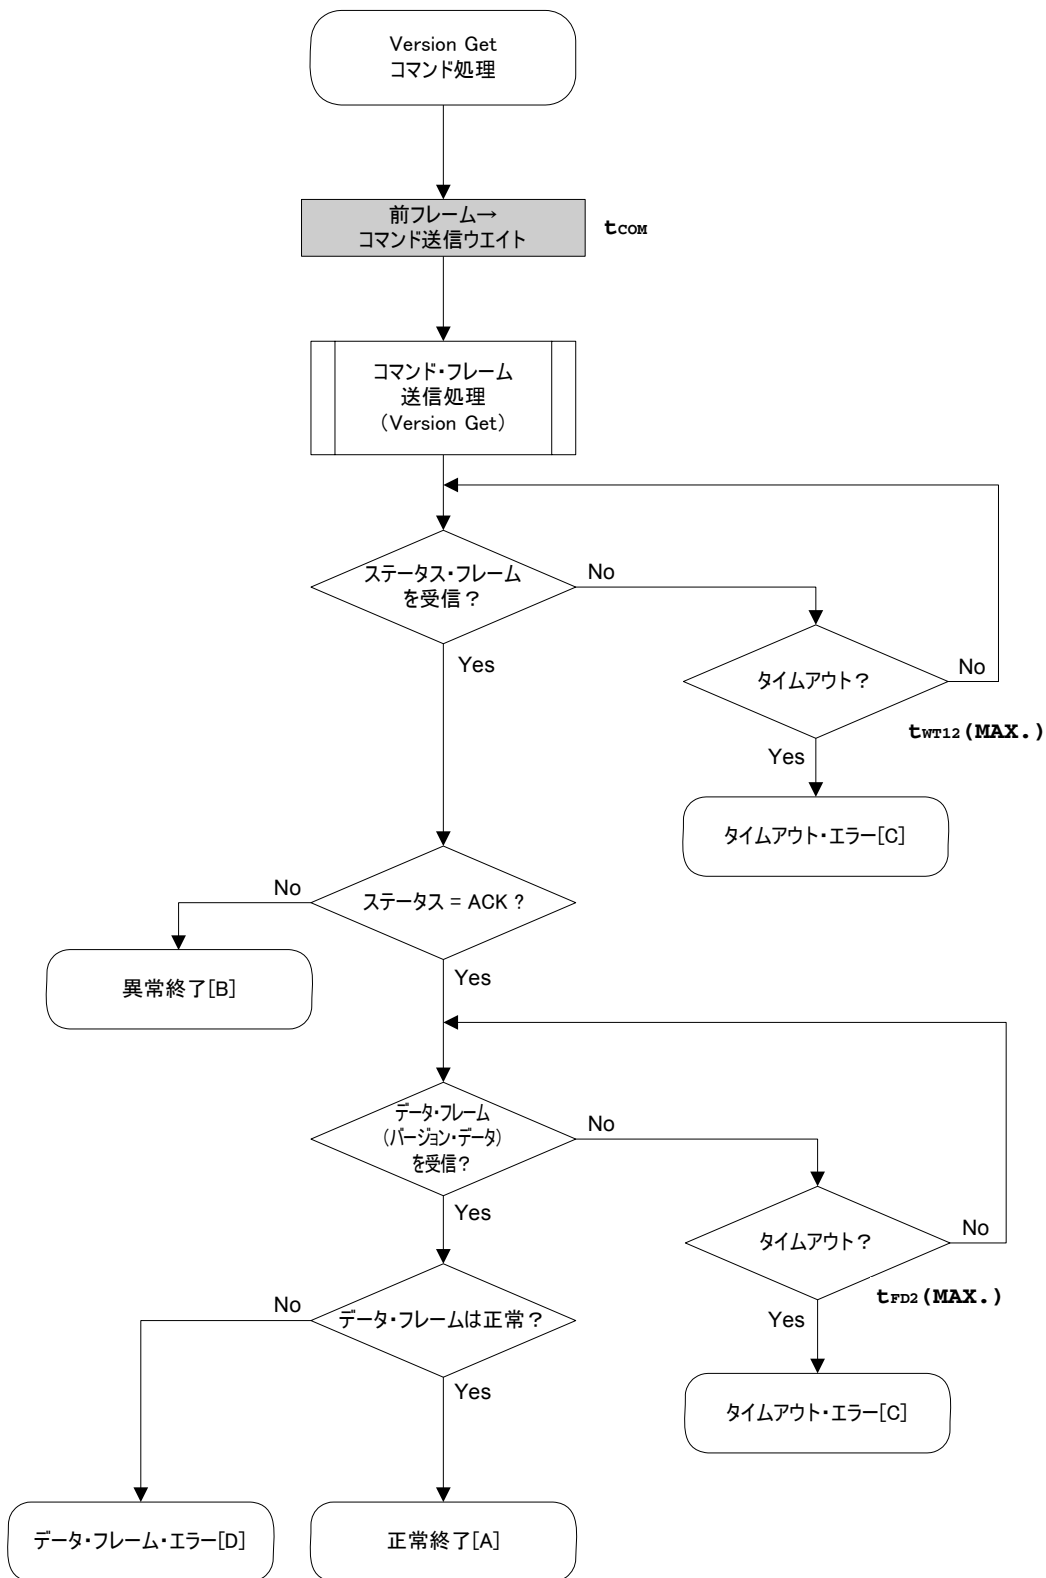 Version Get
コマンド処理
前フレーム→
コマンド送信ウエイト
tCOM
コマンド・フレーム
送信処理
（Version Get）
ステータス・フレーム
を受信？
No
Yes
タイムアウト？
No
tWT12(MAX.)
Yes
タイムアウト・エラー[C]
ステータス = ACK ?
No
Yes
異常終了[B]
データ・フレーム
（バージョン・データ）
を受信？
No
Yes
タイムアウト？
No
tFD2(MAX.)
Yes
タイムアウト・エラー[C]
データ・フレームは正常？
No
Yes
データ・フレーム・エラー[D]
正常終了[A]